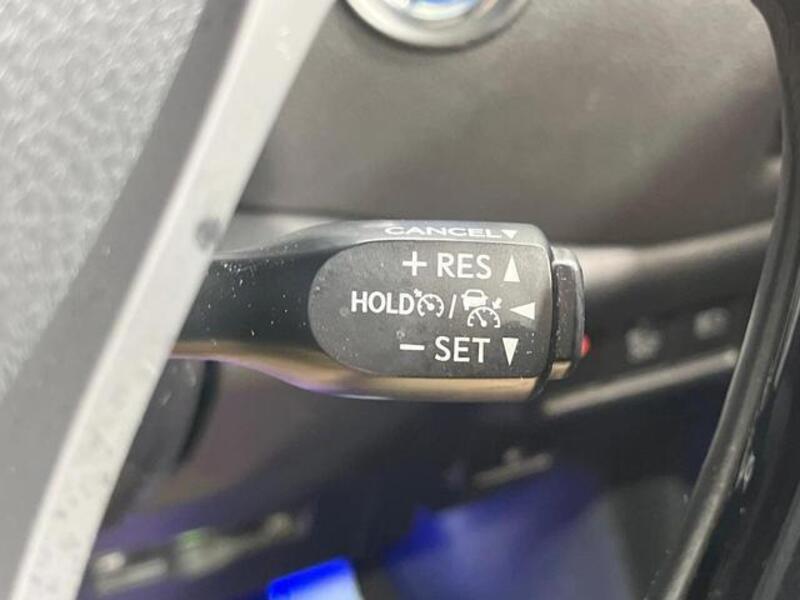 CANCEL▼
+ RES ▲
HOLD / ◀
− SET ▼